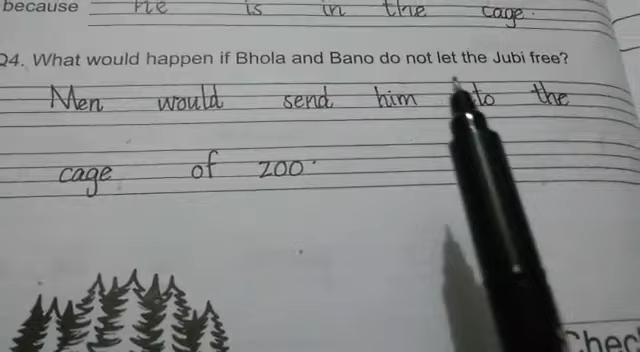 because he is in the cage.
Q4. What would happen if Bhola and Bano do not let the Jubi free?
Men would send him to the
cage of zoo.
Chec